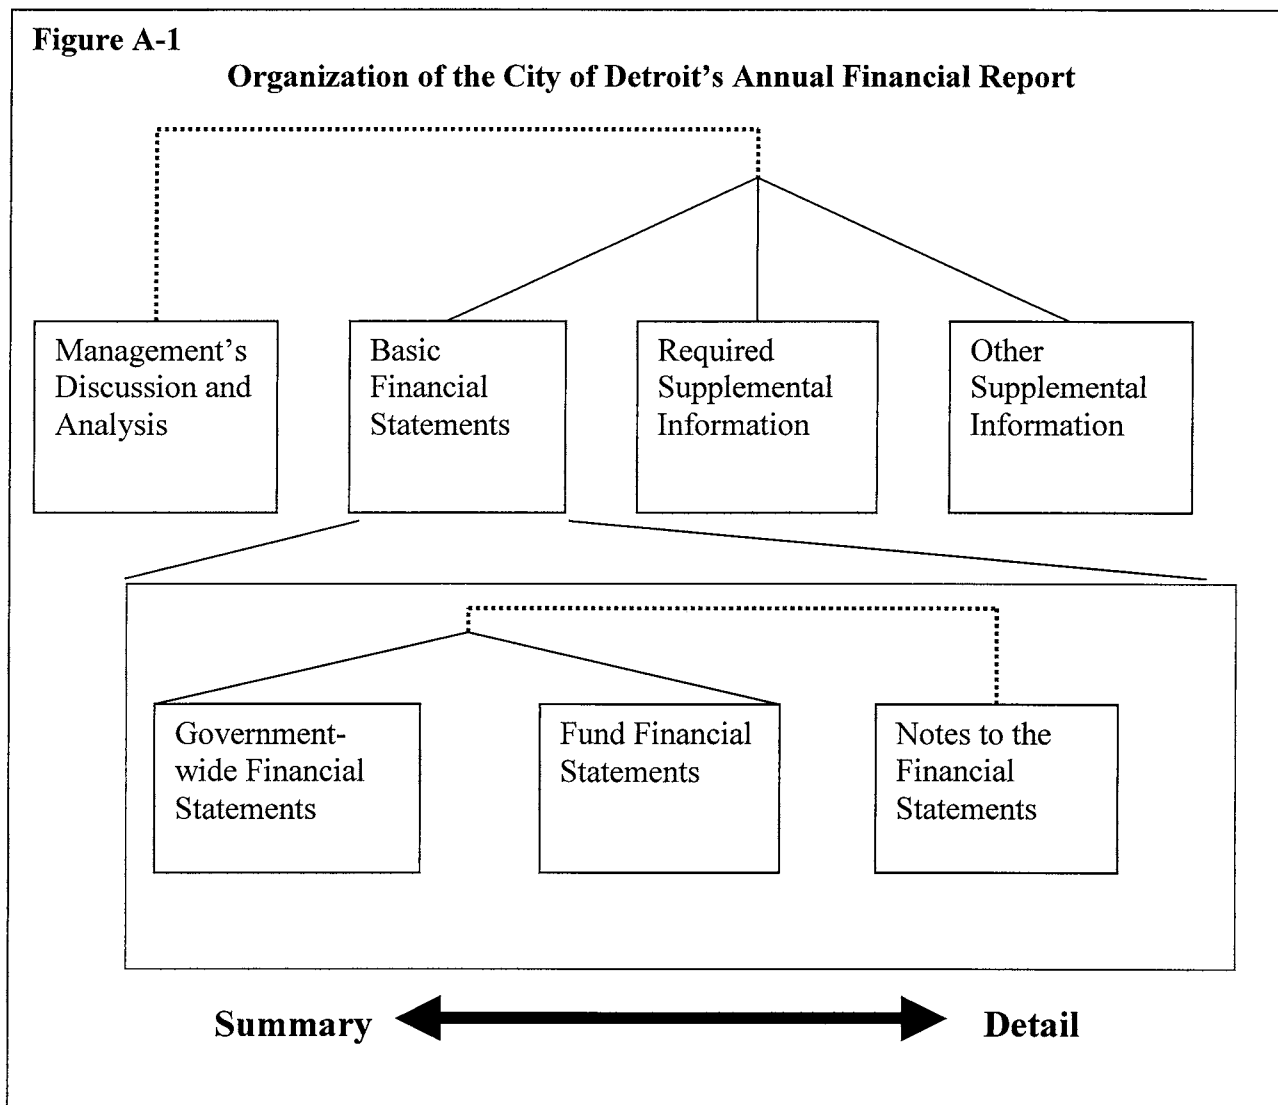 Figure A-1
Organization of the City of Detroit's Annual Financial Report
Management's
Discussion and
Analysis
Basic
Financial
Statements
Required
Supplemental
Information
Other
Supplemental
Information
Government-
wide Financial
Statements
Fund Financial
Statements
Notes to the
Financial
Statements
Summary
Detail